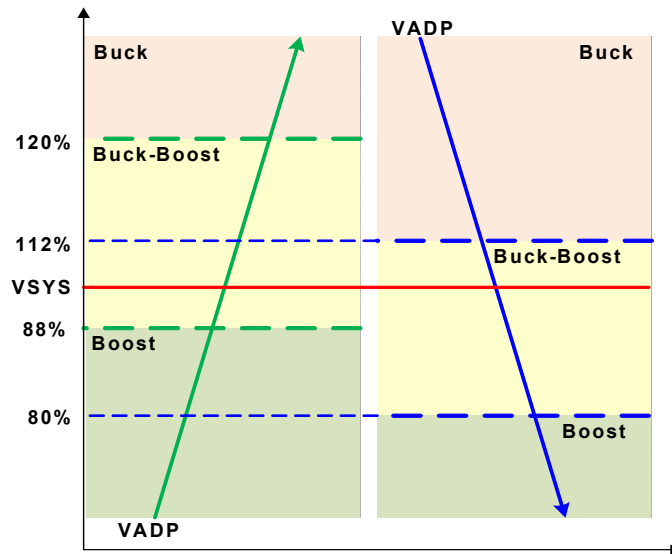 VADP
Buck
Buck
120%
Buck-Boost
112%
Buck-Boost
VSYS
88%
Boost
80%
Boost
VADP